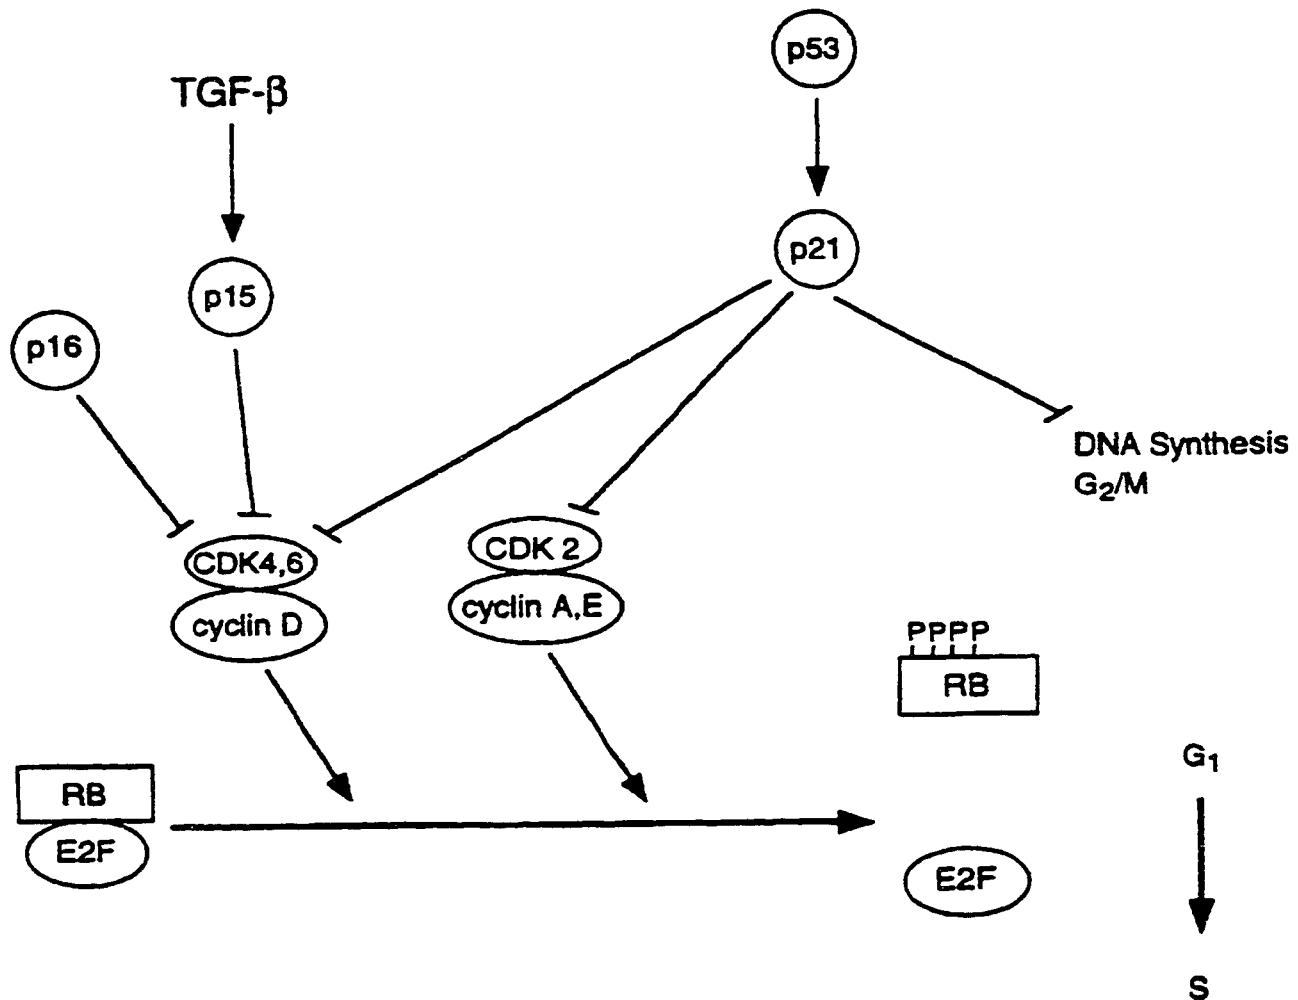 p53
TGF-β
p21
p15
p16
DNA Synthesis
G₂/M
CDK4,6
CDK 2
cyclin D
cyclin A,E
PPPP
RB
G₁
RB
E2F
E2F
S